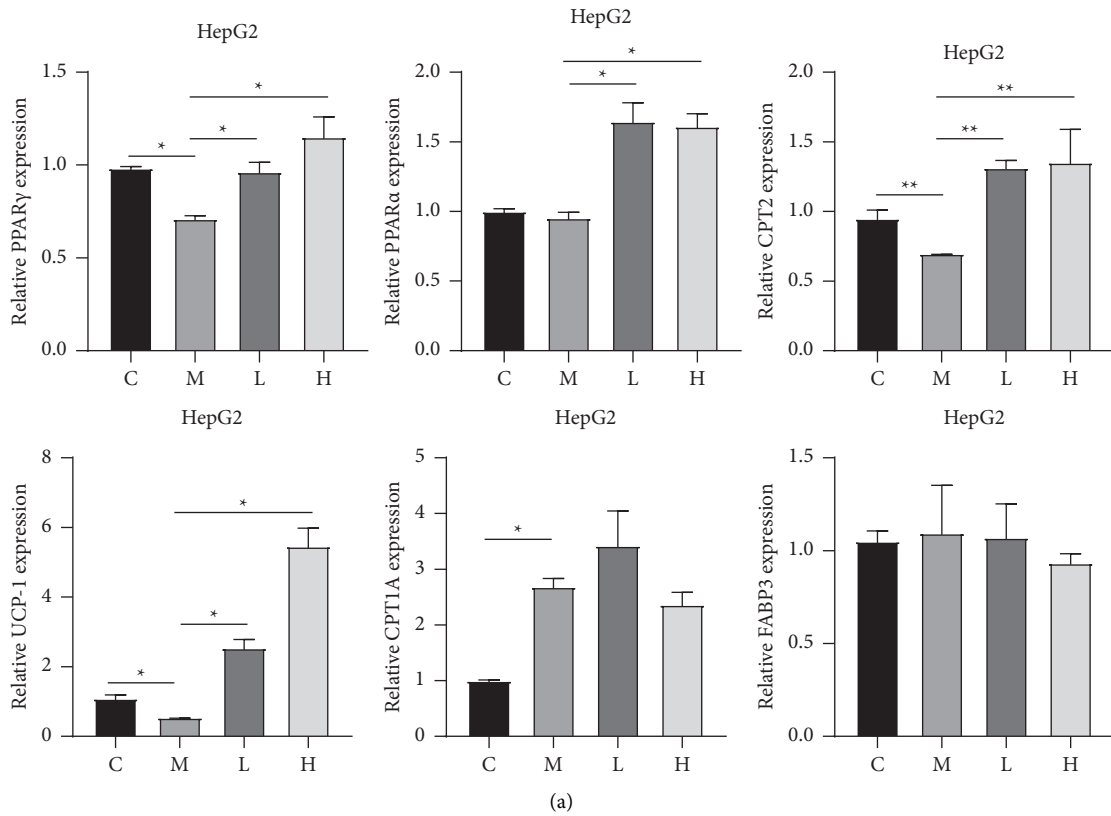 HepG2
Relative PPARγ expression
1.5
1.0
0.5
0.0
*
*
*
C M L H
HepG2
Relative PPARα expression
2.0
1.5
1.0
0.5
0.0
*
*
C M L H
HepG2
Relative CPT2 expression
2.0
1.5
1.0
0.5
0.0
**
**
**
C M L H
HepG2
Relative UCP-1 expression
8
6
4
2
0
*
*
*
C M L H
HepG2
Relative CPT1A expression
5
4
3
2
1
0
*
C M L H
HepG2
Relative FABP3 expression
1.5
1.0
0.5
0.0
C M L H
(a)